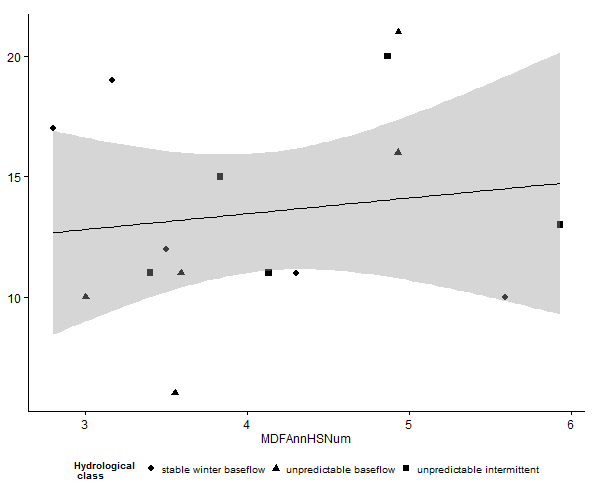 20
15
10
3 4 5 6
MDFAnnHSNum
Hydrological
class
stable winter baseflow unpredictable baseflow unpredictable intermittent